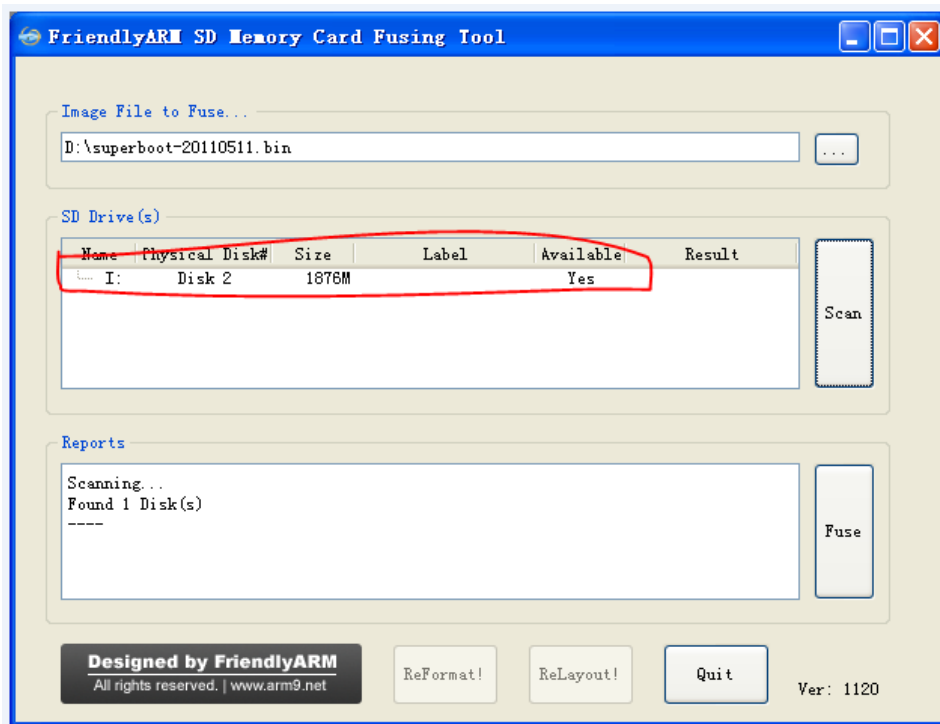 FriendlyARM SD Memory Card Fusing Tool
Image File to Fuse...
D:\superboot-20110511.bin
...
SD Drive(s)
Name Physical Disk# Size Label Available Result
I: Disk 2 1876M Yes
Scan
Reports
Scanning...
Found 1 Disk(s)
----
Fuse
Designed by FriendlyARM
All rights reserved. | www.arm9.net
ReFormat!
ReLayout!
Quit
Ver: 1120